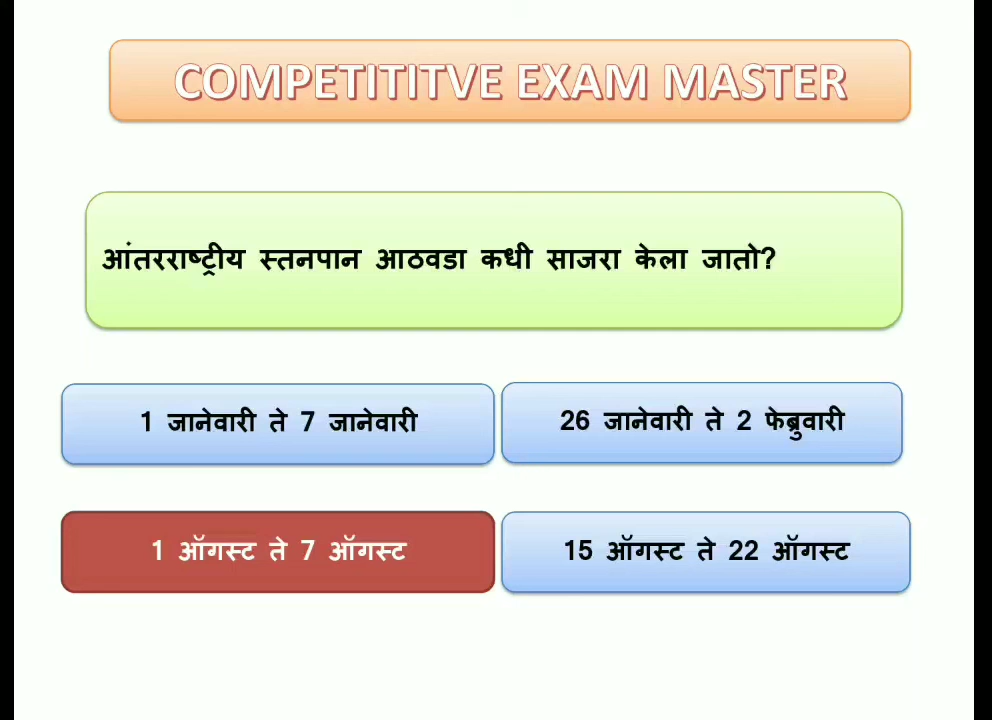 COMPETITITVE EXAM MASTER
आंतरराष्ट्रीय स्तनपान आठवडा कधी साजरा केला जातो?
1 जानेवारी ते 7 जानेवारी
26 जानेवारी ते 2 फेब्रुवारी
1 ऑगस्ट ते 7 ऑगस्ट
15 ऑगस्ट ते 22 ऑगस्ट